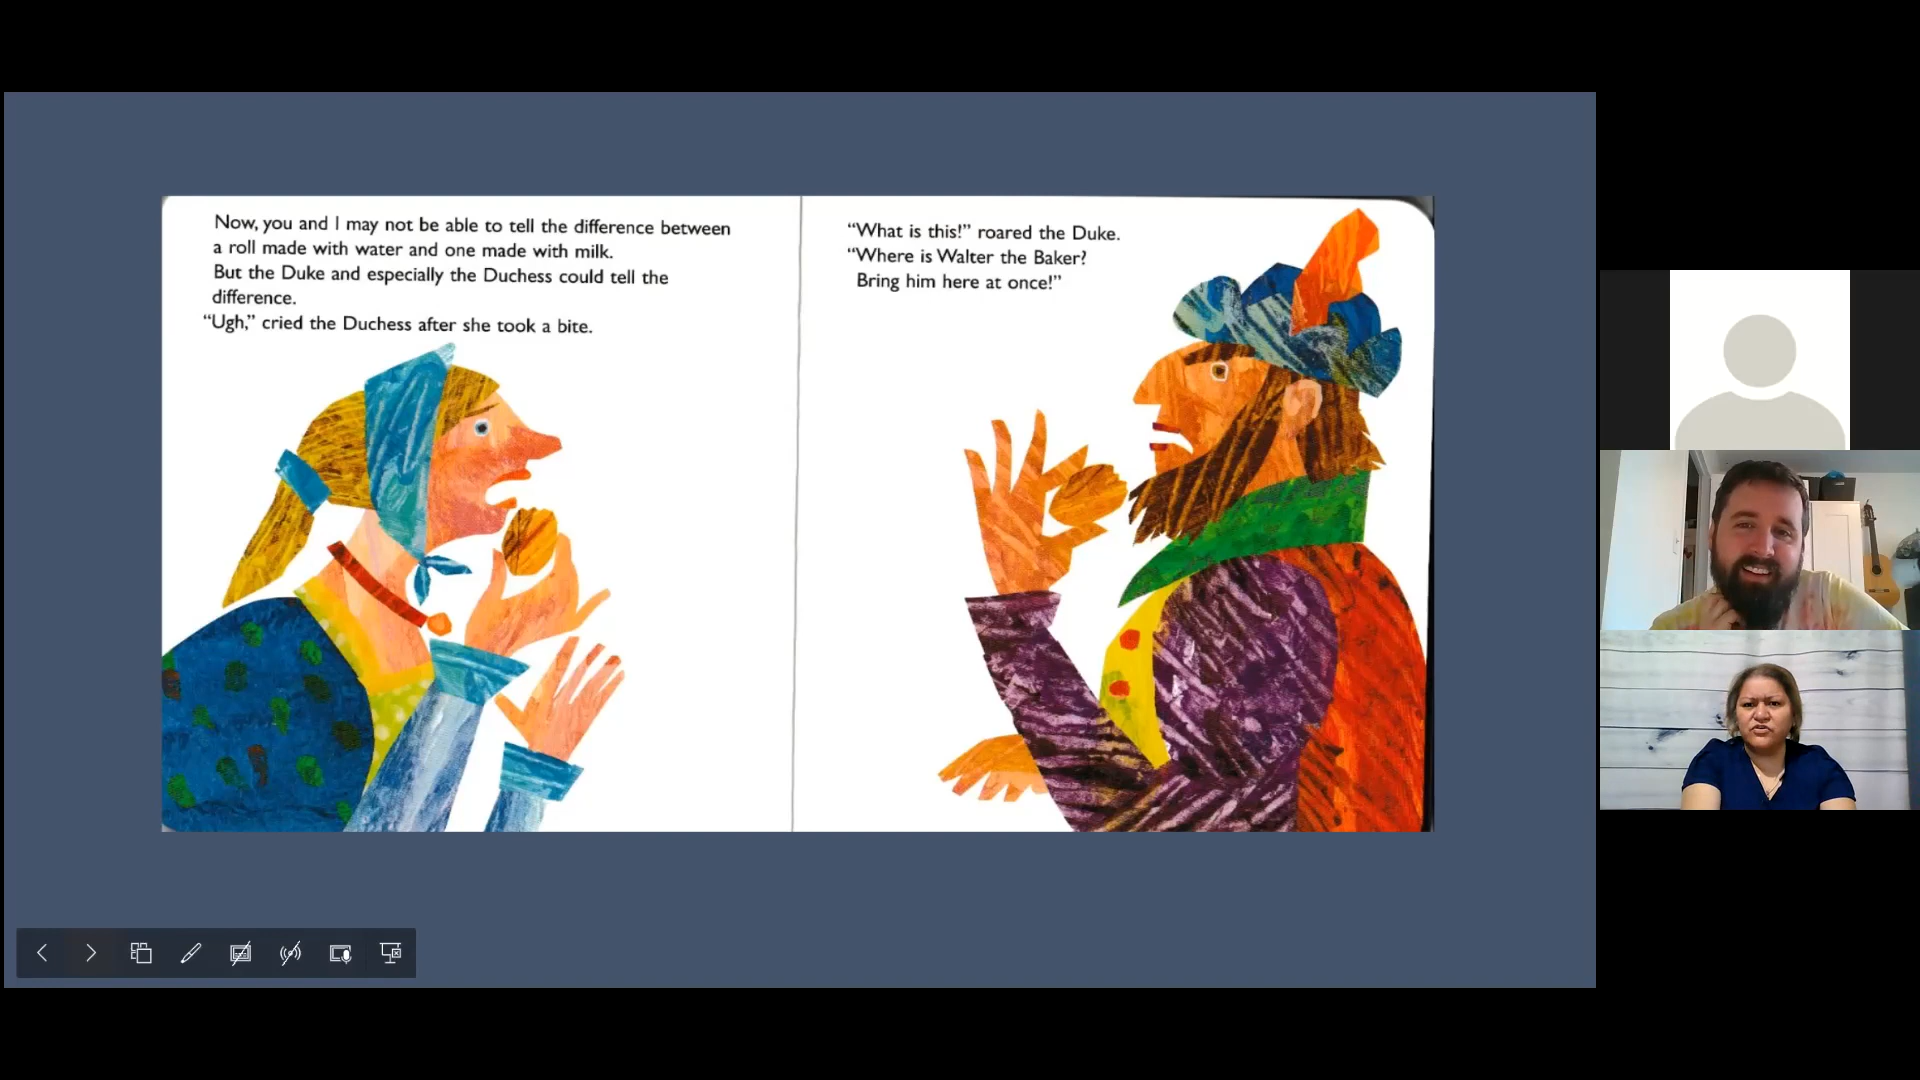 Now, you and I may not be able to tell the difference between
a roll made with water and one made with milk.
But the Duke and especially the Duchess could tell the
difference.
“Ugh,” cried the Duchess after she took a bite.
“What is this!” roared the Duke.
“Where is Walter the Baker?
Bring him here at once!”